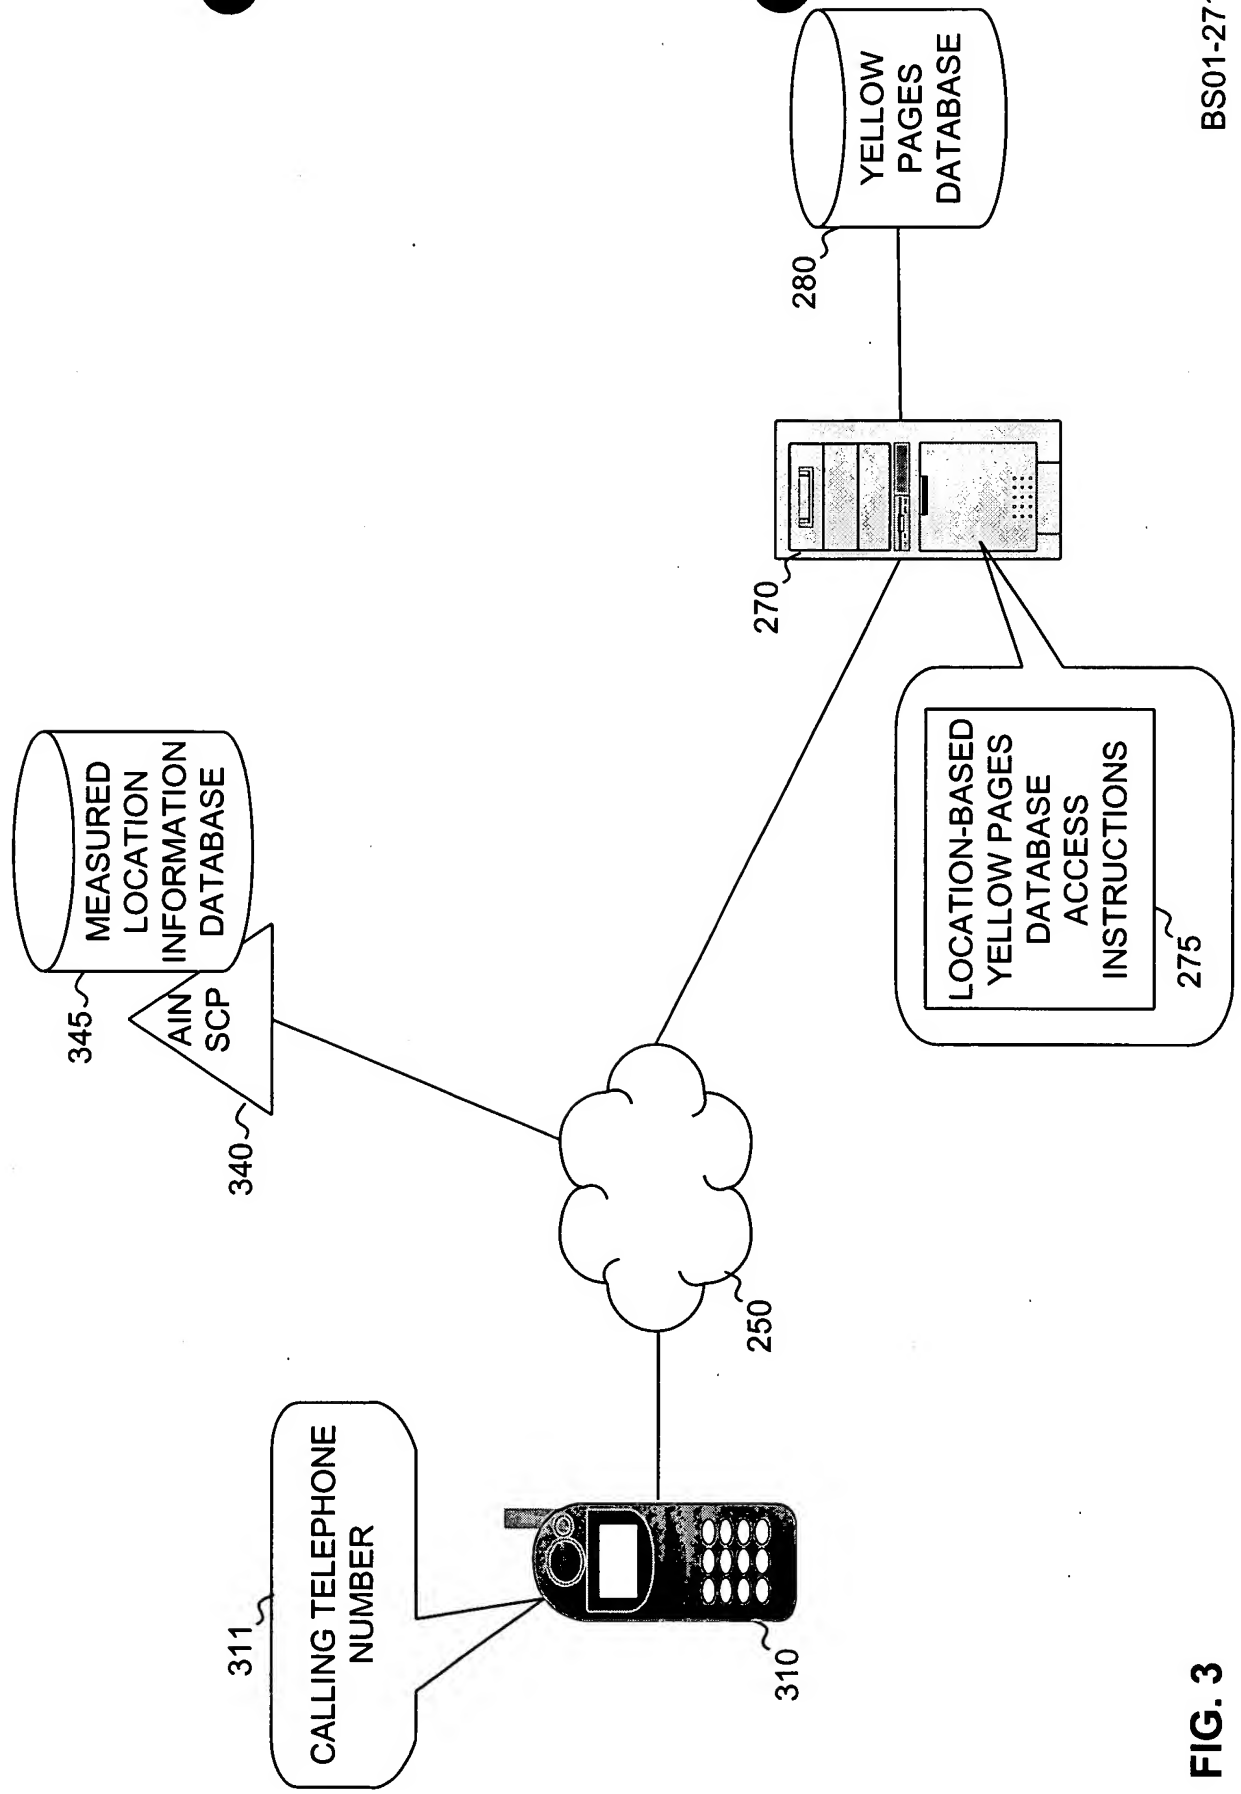 345
MEASURED
LOCATION
INFORMATION
DATABASE
AIN
SCP
340
311
CALLING TELEPHONE
NUMBER
310
250
270
280
YELLOW
PAGES
DATABASE
LOCATION-BASED
YELLOW PAGES
DATABASE
ACCESS
INSTRUCTIONS
275
FIG. 3